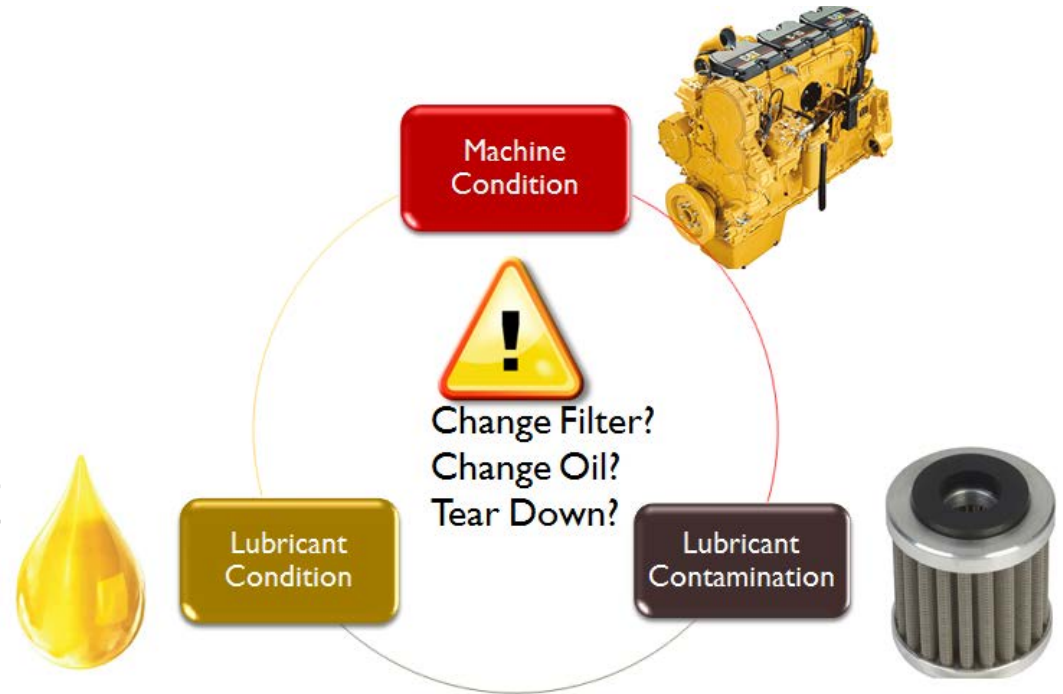 Machine
Condition
!
Change Filter?
Change Oil?
Tear Down?
Lubricant
Condition
Lubricant
Contamination